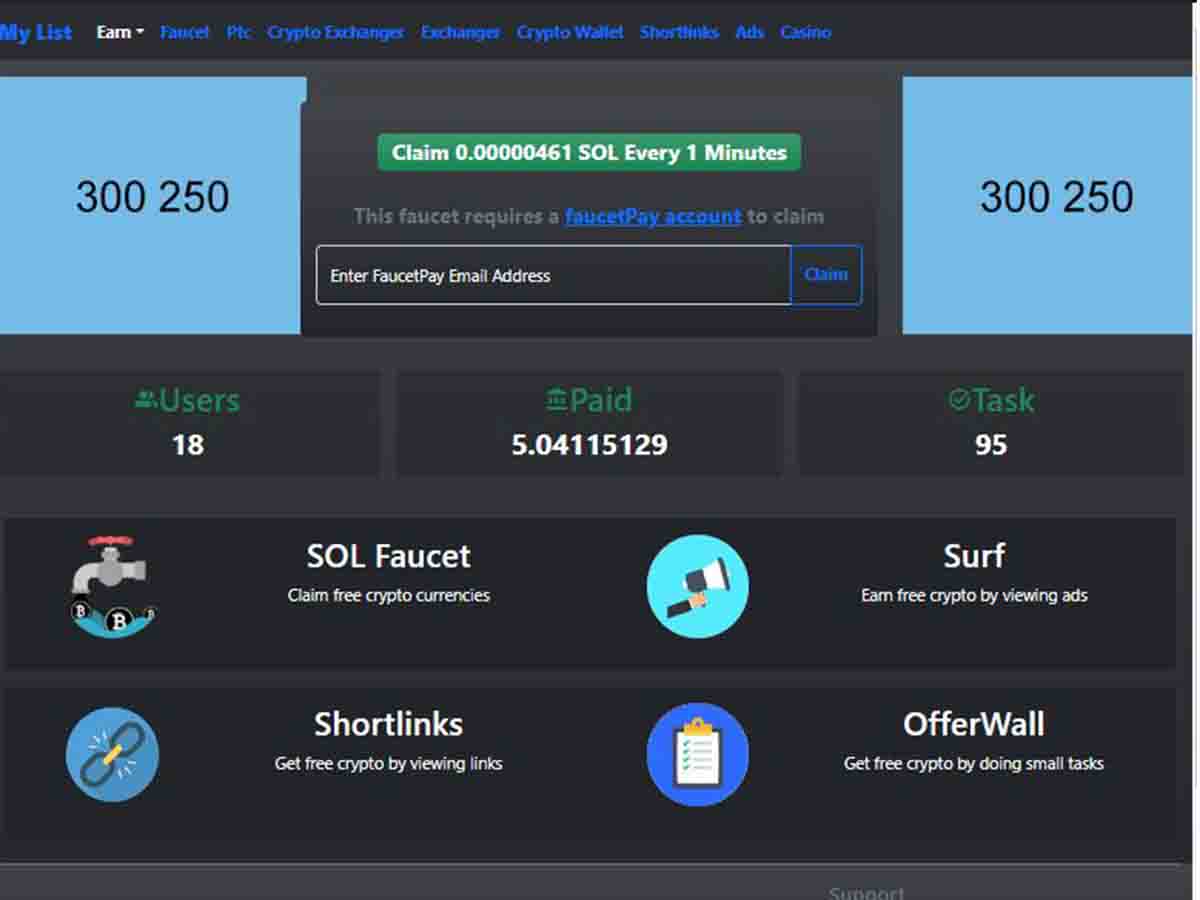 My List Earn Faucet Ptc Crypto Exchanger Exchanger Crypto Wallet Shortlinks Ads Casino
300 250
Claim 0.00000461 SOL Every 1 Minutes
This faucet requires a faucetPay account to claim
Enter FaucetPay Email Address Claim
300 250
Users
18
Paid
5.04115129
Task
95
SOL Faucet
Claim free crypto currencies
Surf
Earn free crypto by viewing ads
Shortlinks
Get free crypto by viewing links
OfferWall
Get free crypto by doing small tasks
Support